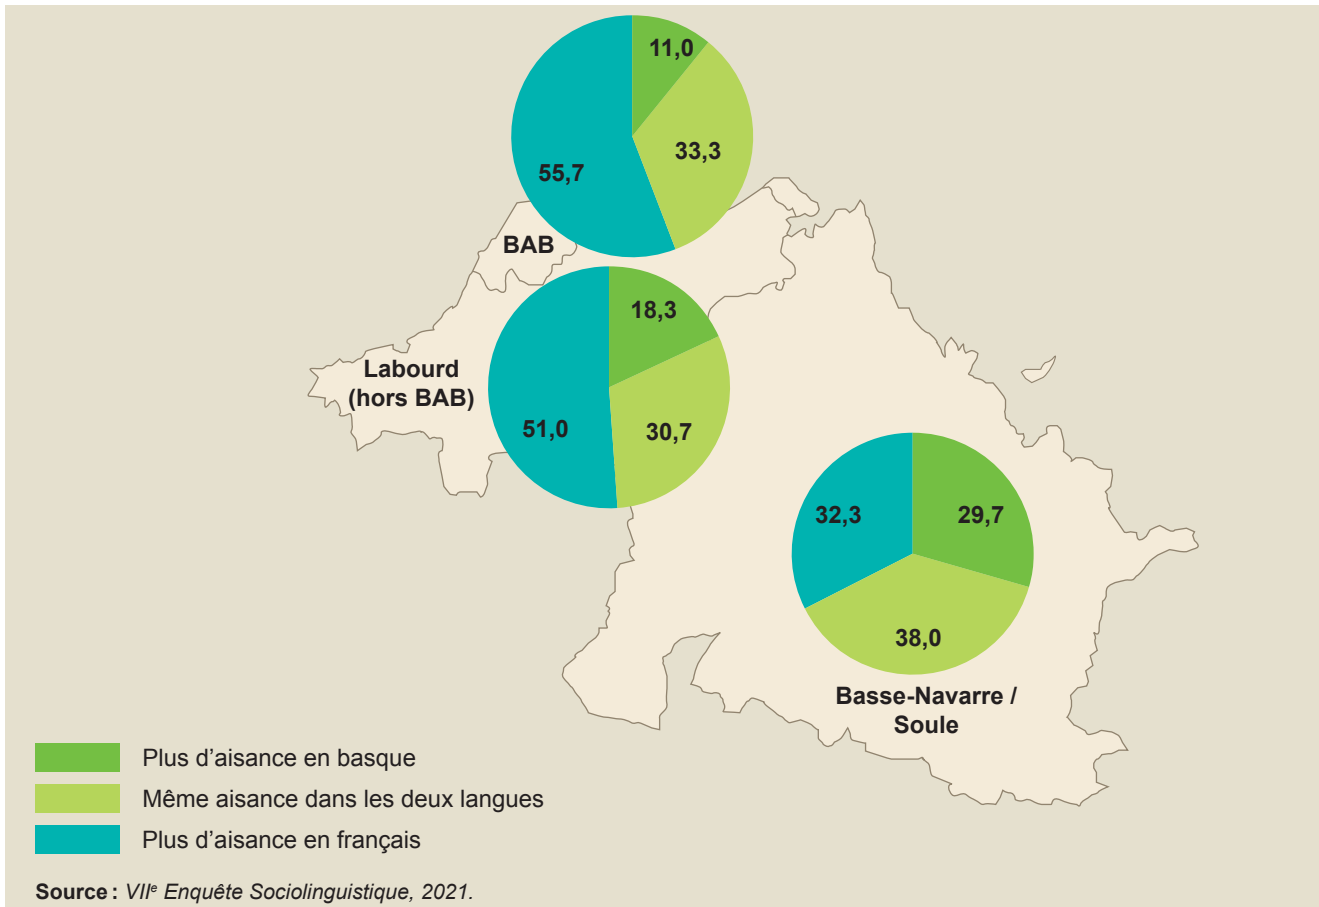 11,0
33,3
55,7
BAB
18,3
Labourd
(hors BAB)
51,0
30,7
32,3
29,7
38,0
Basse-Navarre /
Soule
Plus d’aisance en basque
Même aisance dans les deux langues
Plus d’aisance en français
Source : VIIe Enquête Sociolinguistique, 2021.